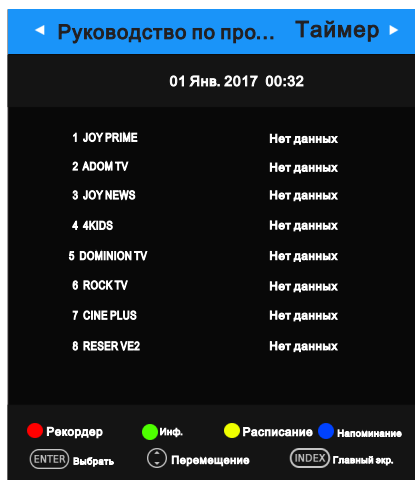 Руководство по про... Таймер
01 Янв. 2017 00:32
1 JOY PRIME Нет данных
2 ADOM TV Нет данных
3 JOY NEWS Нет данных
4 4KIDS Нет данных
5 DOMINION TV Нет данных
6 ROCK TV Нет данных
7 CINE PLUS Нет данных
8 RESERVE2 Нет данных
Рекордер Инф. Расписание Напоминание
ENTER Выбрать Перемещение INDEX Главный экр.